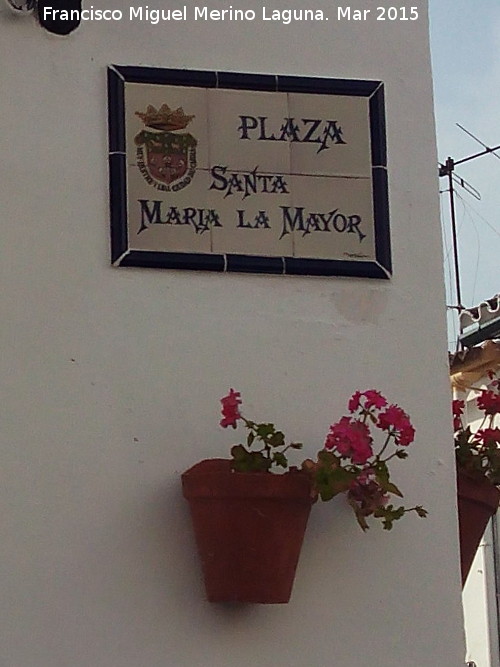 Francisco Miguel Merino Laguna. Mar 2015
PLAZA
SANTA
MARIA LA MAYOR